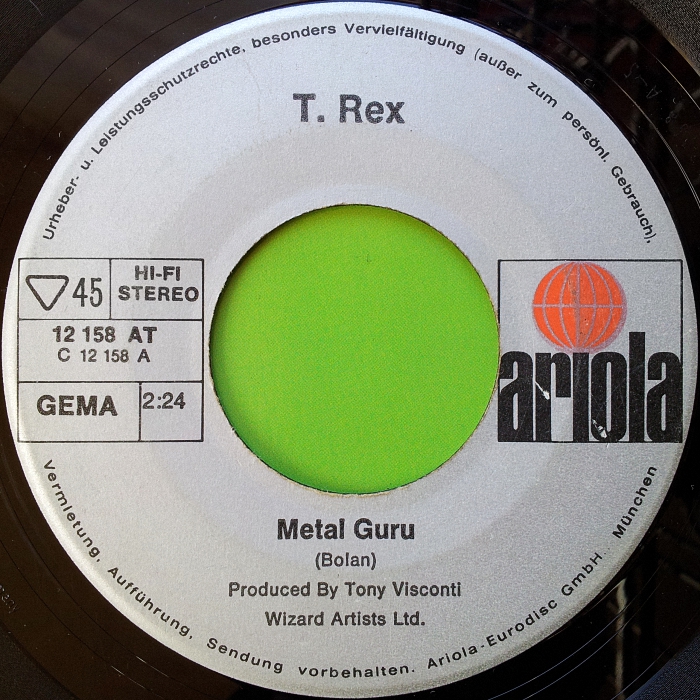 Urheber- u. Leistungsschutzrechte, besonders Vervielfältigung (außer zum persönl. Gebrauch),
T. Rex
45
HI-FI
STEREO
12 158 AT
C 12 158 A
GEMA
2:24
ariola
Metal Guru
(Bolan)
Produced By Tony Visconti
Wizard Artists Ltd.
Vermietung, Aufführung, Sendung vorbehalten. Ariola-Eurodisc GmbH., München